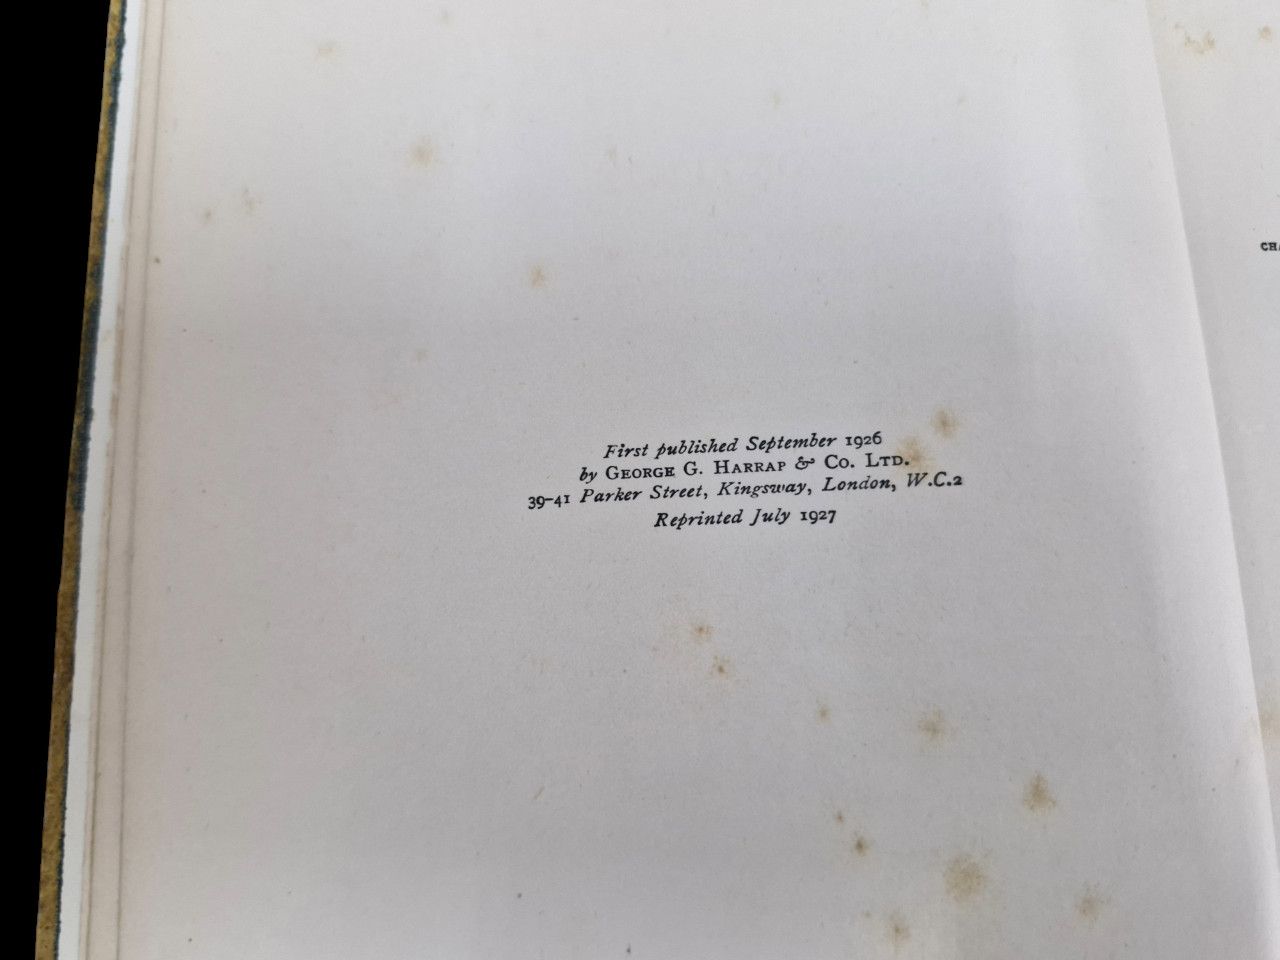 First published September 1926
by GEORGE G. HARRAP & CO. LTD.
39-41 Parker Street, Kingsway, London, W.C.2
Reprinted July 1927